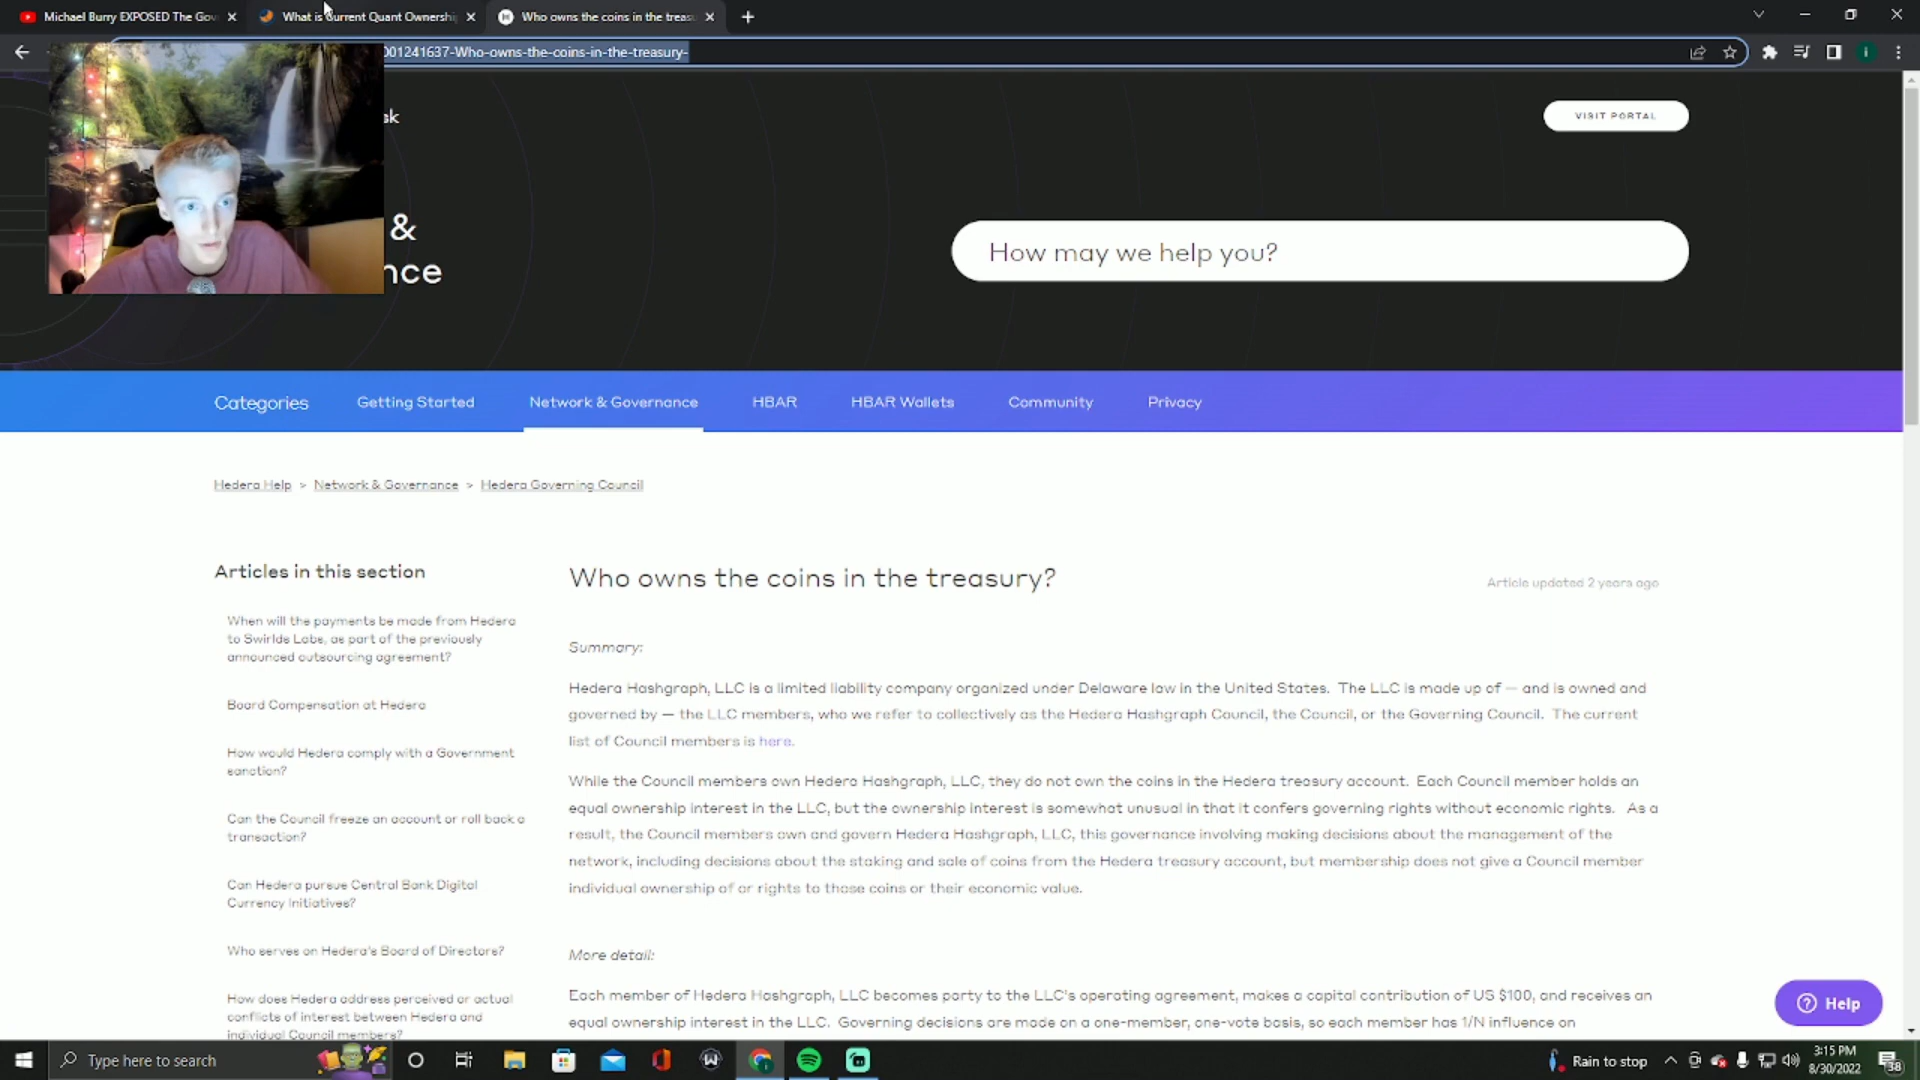 Michael Burry EXPOSED The Gov
What is Current Quant Ownershi
Who owns the coins in the treas
001241637-Who-owns-the-coins-in-the-treasury-
i
sk
VISIT PORTAL
&
nce
How may we help you?
Categories
Getting Started
Network & Governance
HBAR
HBAR Wallets
Community
Privacy
Hedera Help > Network & Governance > Hedera Governing Council
Articles in this section
When will the payments be made from Hedera
to Swirlds Labs, as part of the previously
announced outsourcing agreement?
Board Compensation at Hedera
How would Hedera comply with a Government
sanction?
Can the Council freeze an account or roll back a
transaction?
Can Hedera pursue Central Bank Digital
Currency Initiatives?
Who serves on Hedera's Board of Directors?
How does Hedera address perceived or actual
conflicts of interest between Hedera and
individual Council members?
Who owns the coins in the treasury?
Article updated 2 years ago
Summary:
Hedera Hashgraph, LLC is a limited liability company organized under Delaware law in the United States. The LLC is made up of — and is owned and
governed by — the LLC members, who we refer to collectively as the Hedera Hashgraph Council, the Council, or the Governing Council. The current
list of Council members is here.
While the Council members own Hedera Hashgraph, LLC, they do not own the coins in the Hedera treasury account. Each Council member holds an
equal ownership interest in the LLC, but the ownership interest is somewhat unusual in that it confers governing rights without economic rights. As a
result, the Council members own and govern Hedera Hashgraph, LLC, this governance involving making decisions about the management of the
network, including decisions about the staking and sale of coins from the Hedera treasury account, but membership does not give a Council member
individual ownership of or rights to those coins or their economic value.
More detail:
Each member of Hedera Hashgraph, LLC becomes party to the LLC's operating agreement, makes a capital contribution of US $100, and receives an
equal ownership interest in the LLC. Governing decisions are made on a one-member, one-vote basis, so each member has 1/N influence on
Help
Type here to search
Rain to stop
3:15 PM
8/30/2022
38